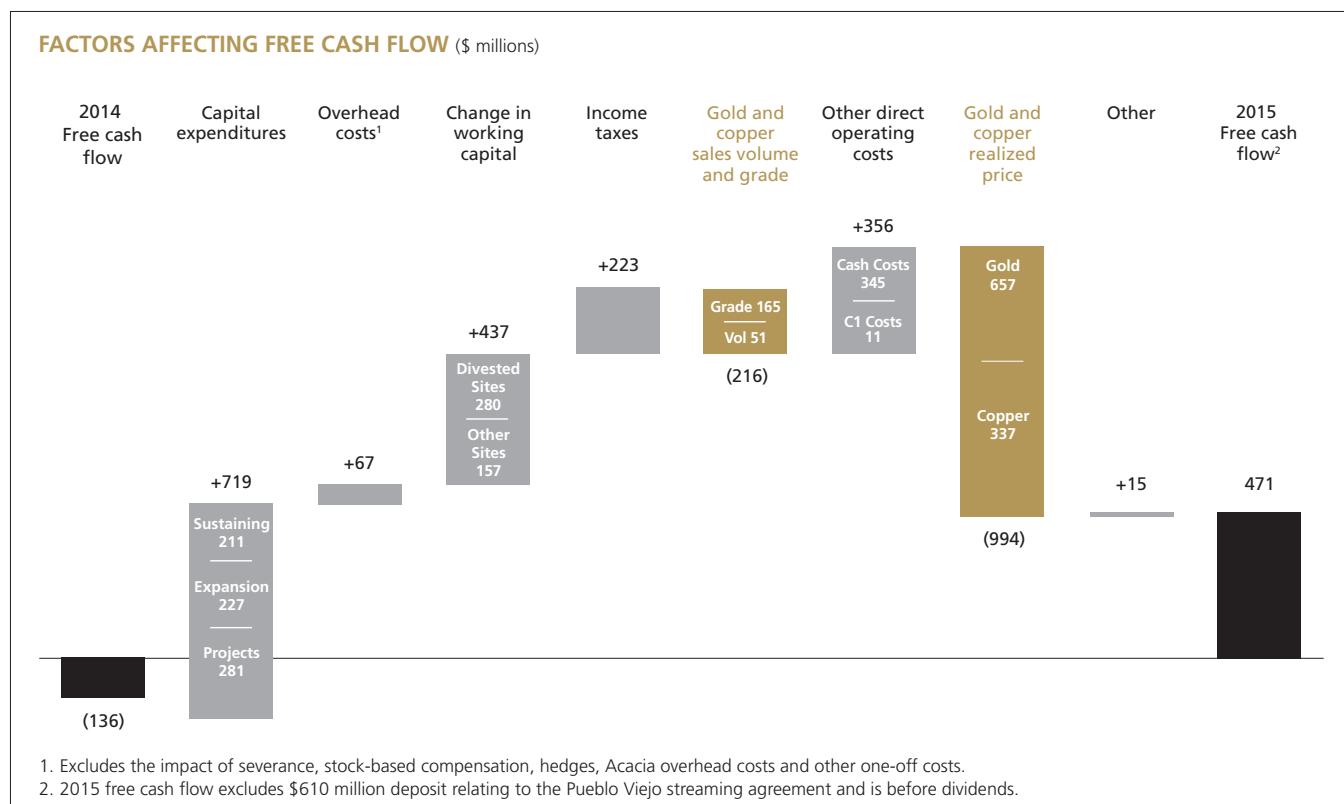 FACTORS AFFECTING FREE CASH FLOW ($ millions)
2014
Free cash
flow
Capital
expenditures
Overhead
costs1
Change in
working
capital
Income
taxes
Gold and
copper
sales volume
and grade
Other direct
operating
costs
Gold and
copper
realized
price
Other
2015
Free cash
flow2
(136)
+719
Sustaining
211
Expansion
227
Projects
281
+67
+437
Divested
Sites
280
Other
Sites
157
+223
Grade 165
Vol 51
(216)
+356
Cash Costs
345
C1 Costs
11
Gold
657
Copper
337
(994)
+15
471
1. Excludes the impact of severance, stock-based compensation, hedges, Acacia overhead costs and other one-off costs.
2. 2015 free cash flow excludes $610 million deposit relating to the Pueblo Viejo streaming agreement and is before dividends.